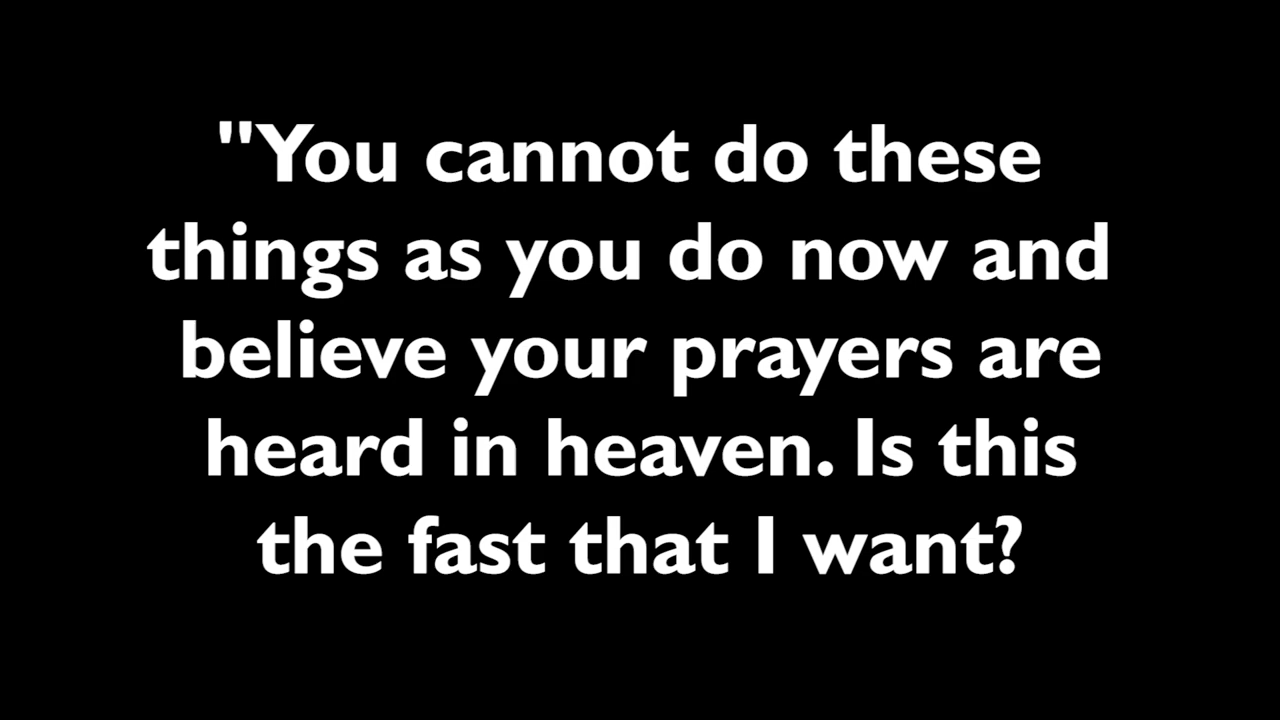 "You cannot do these
things as you do now and
believe your prayers are
heard in heaven. Is this
the fast that I want?